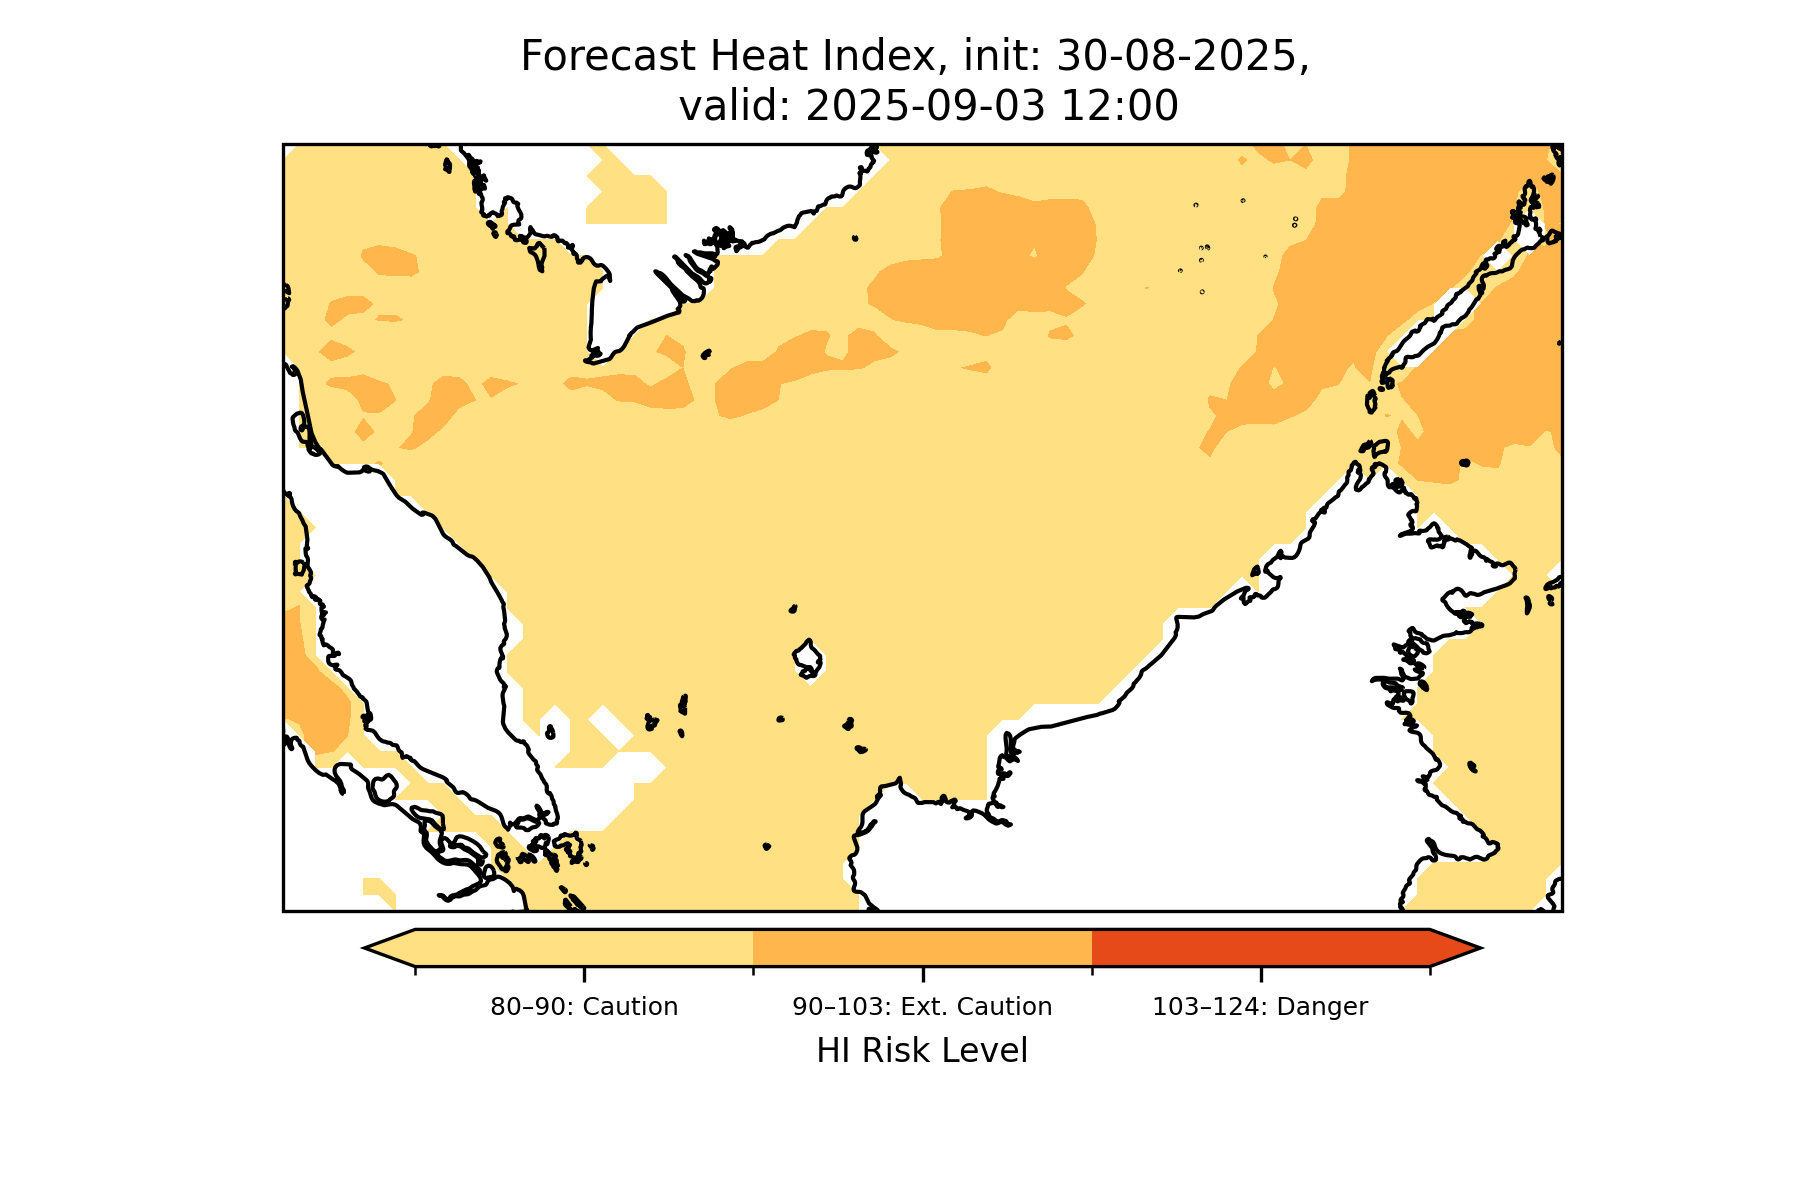 Forecast Heat Index, init: 30-08-2025,
valid: 2025-09-03 12:00
80–90: Caution
90–103: Ext. Caution
103–124: Danger
HI Risk Level